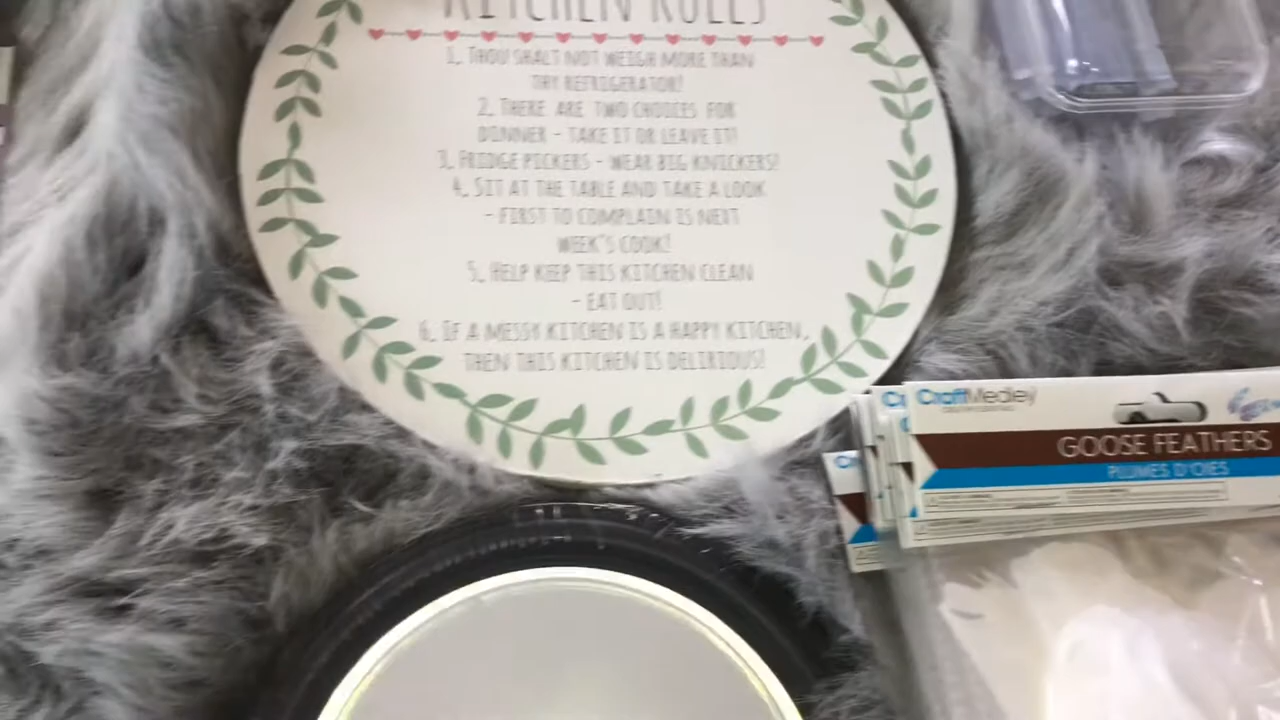 KITCHEN RULES
1. THOU SHALT NOT WEIGH MORE THAN
THY REFRIGERATOR!
2. THERE ARE TWO CHOICES FOR
DINNER - TAKE IT OR LEAVE IT!
3. FRIDGE PICKERS - WEAR BIG KNICKERS!
4. SIT AT THE TABLE AND TAKE A LOOK
- FIRST TO COMPLAIN IS NEXT
WEEK'S COOK!
5. HELP KEEP THIS KITCHEN CLEAN
- EAT OUT!
6. IF A MESSY KITCHEN IS A HAPPY KITCHEN,
THEN THIS KITCHEN IS DELIRIOUS!
CraftMedley
GOOSE FEATHERS
PLUMES D'OIES